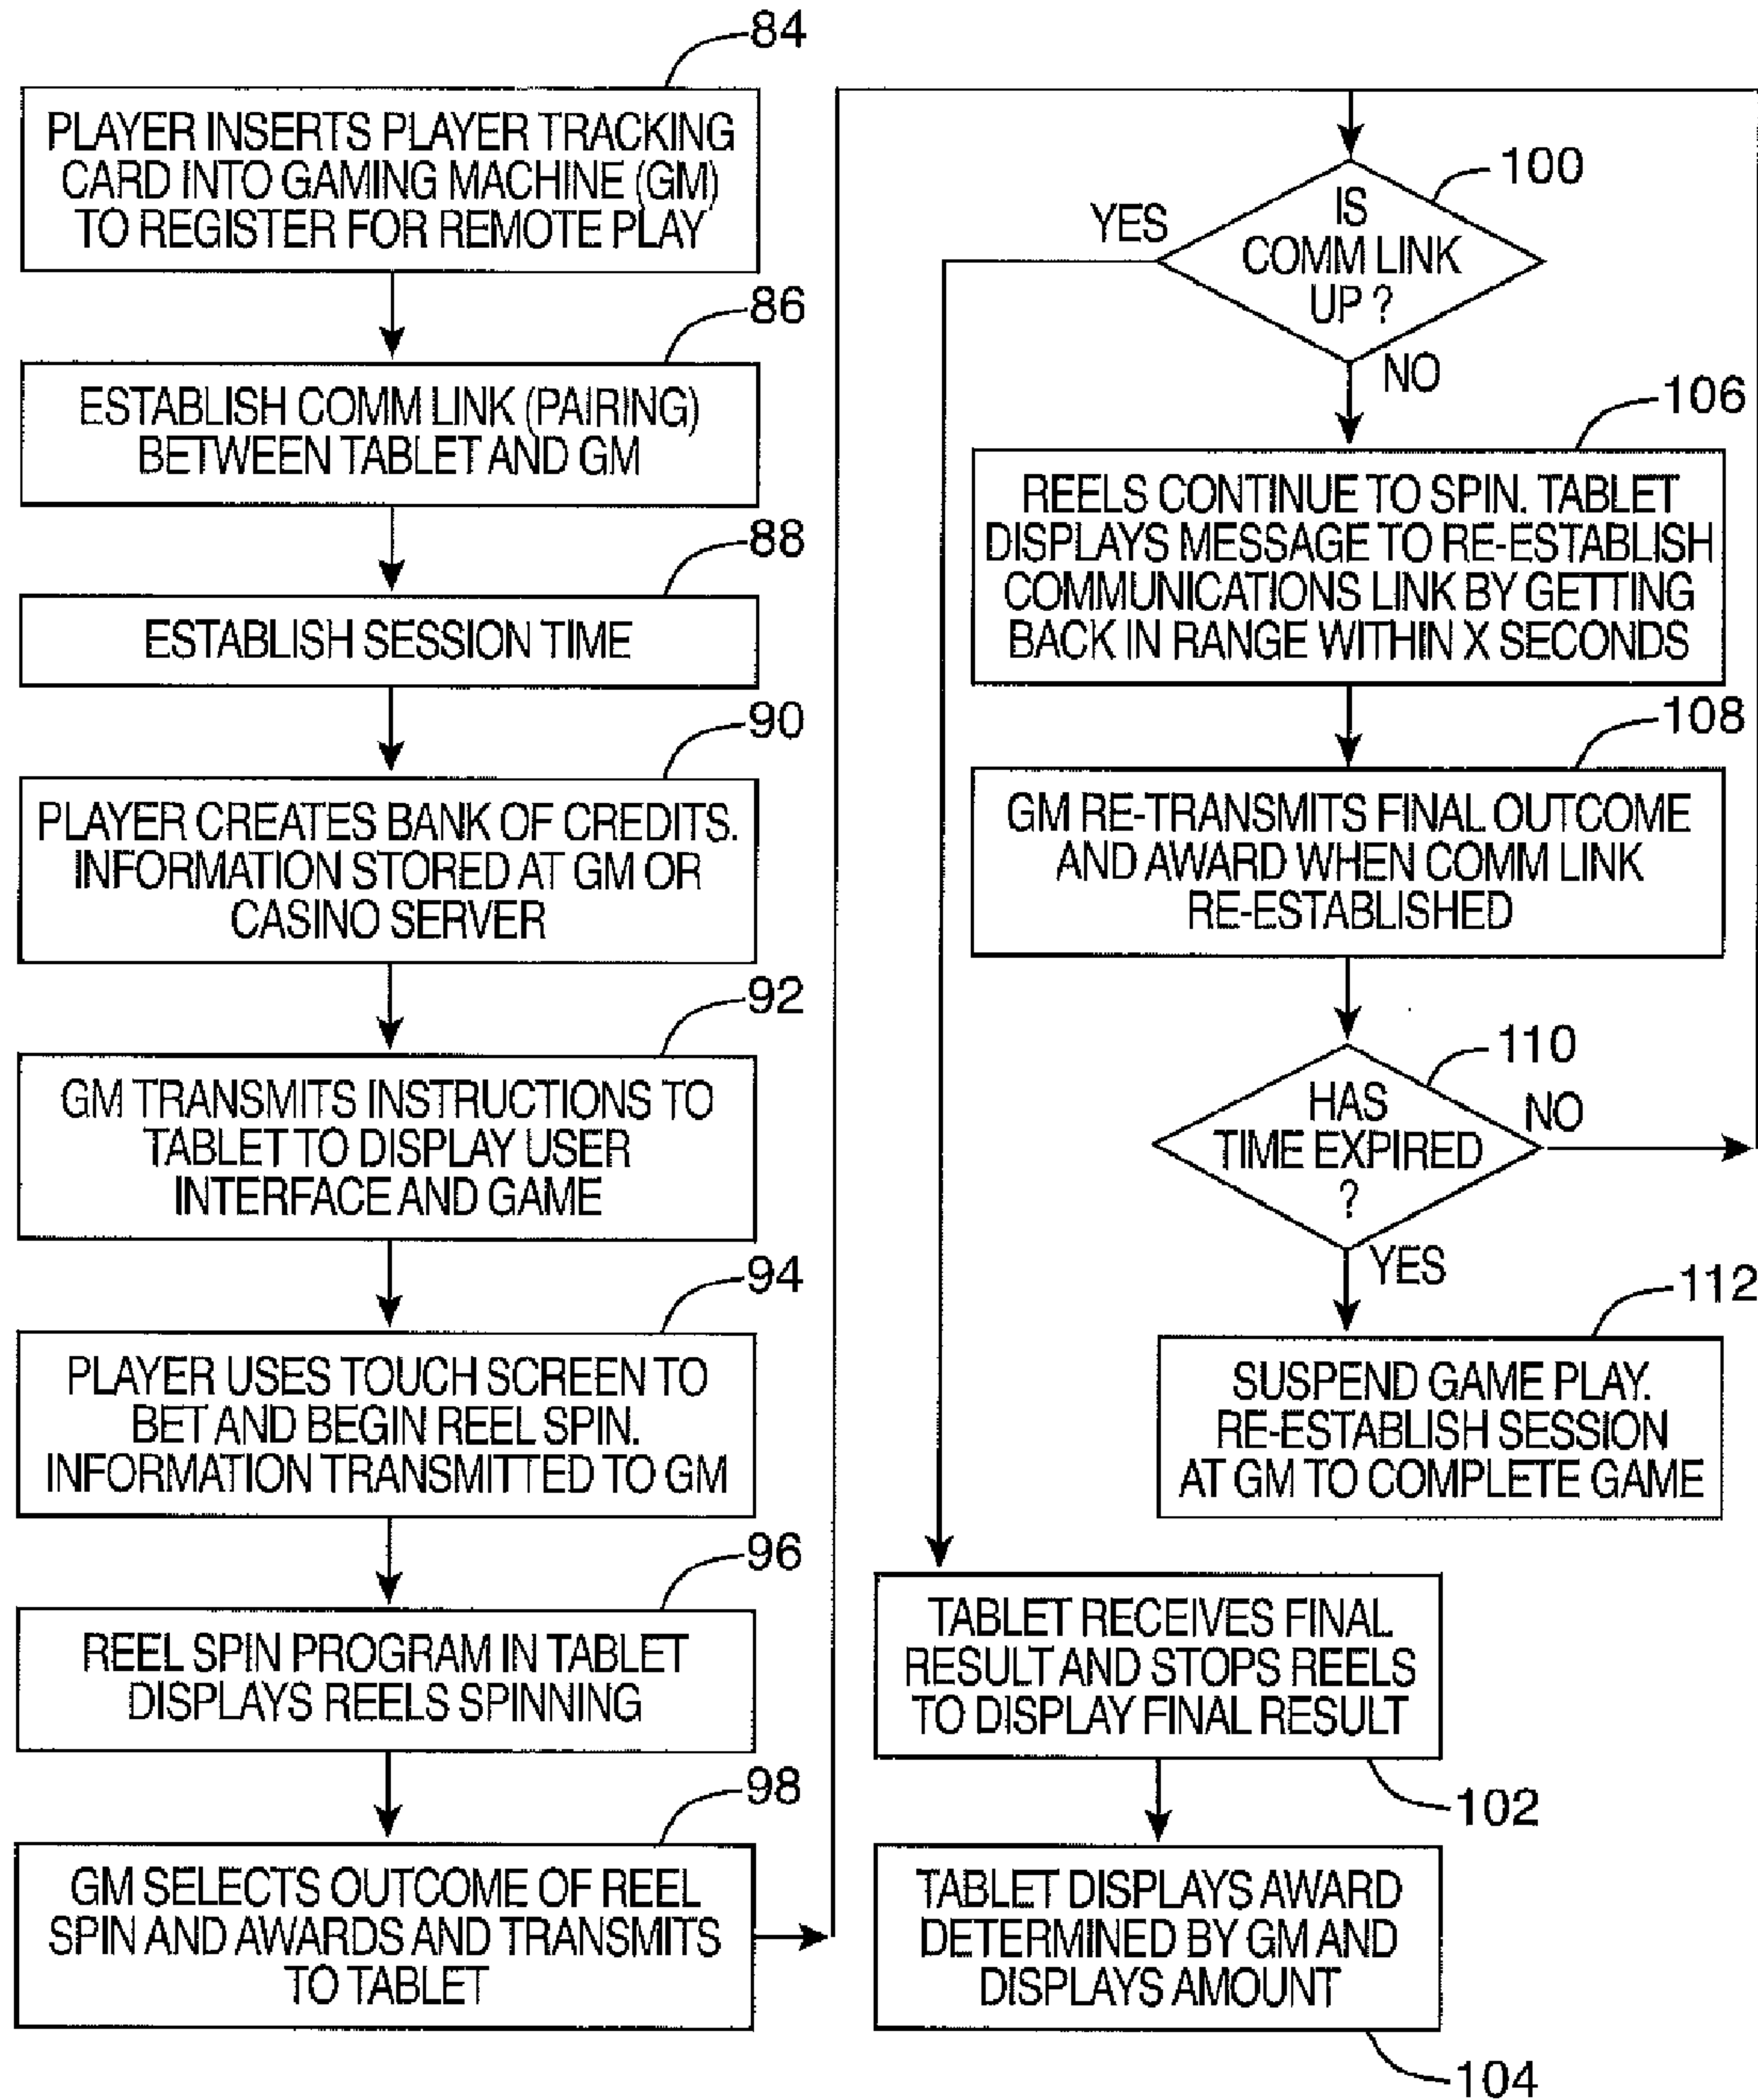 84
PLAYER INSERTS PLAYER TRACKING
CARD INTO GAMING MACHINE (GM)
TO REGISTER FOR REMOTE PLAY
86
ESTABLISH COMM LINK (PAIRING)
BETWEEN TABLET AND GM
88
ESTABLISH SESSION TIME
90
PLAYER CREATES BANK OF CREDITS.
INFORMATION STORED AT GM OR
CASINO SERVER
92
GM TRANSMITS INSTRUCTIONS TO
TABLET TO DISPLAY USER
INTERFACE AND GAME
94
PLAYER USES TOUCH SCREEN TO
BET AND BEGIN REEL SPIN.
INFORMATION TRANSMITTED TO GM
96
REEL SPIN PROGRAM IN TABLET
DISPLAYS REELS SPINNING
98
GM SELECTS OUTCOME OF REEL
SPIN AND AWARDS AND TRANSMITS
TO TABLET
100
IS
COMM LINK
UP ?
YES
NO
106
REELS CONTINUE TO SPIN. TABLET
DISPLAYS MESSAGE TO RE-ESTABLISH
COMMUNICATIONS LINK BY GETTING
BACK IN RANGE WITHIN X SECONDS
108
GM RE-TRANSMITS FINAL OUTCOME
AND AWARD WHEN COMM LINK
RE-ESTABLISHED
110
HAS
TIME EXPIRED
?
NO
YES
112
SUSPEND GAME PLAY.
RE-ESTABLISH SESSION
AT GM TO COMPLETE GAME
TABLET RECEIVES FINAL
RESULT AND STOPS REELS
TO DISPLAY FINAL RESULT
102
TABLET DISPLAYS AWARD
DETERMINED BY GM AND
DISPLAYS AMOUNT
104